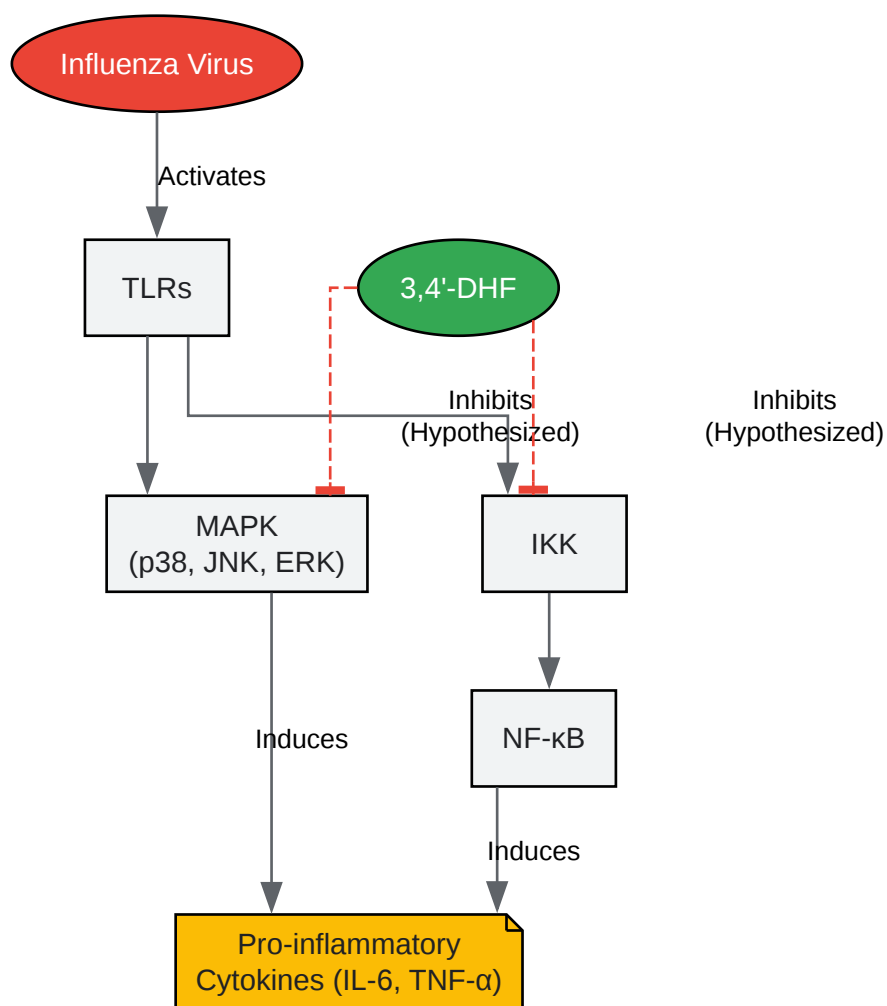 Influenza Virus
Activates
TLRs
3,4'-DHF
Inhibits
(Hypothesized)
Inhibits
(Hypothesized)
MAPK
(p38, JNK, ERK)
IKK
NF-κB
Induces
Induces
Pro-inflammatory
Cytokines (IL-6, TNF-α)